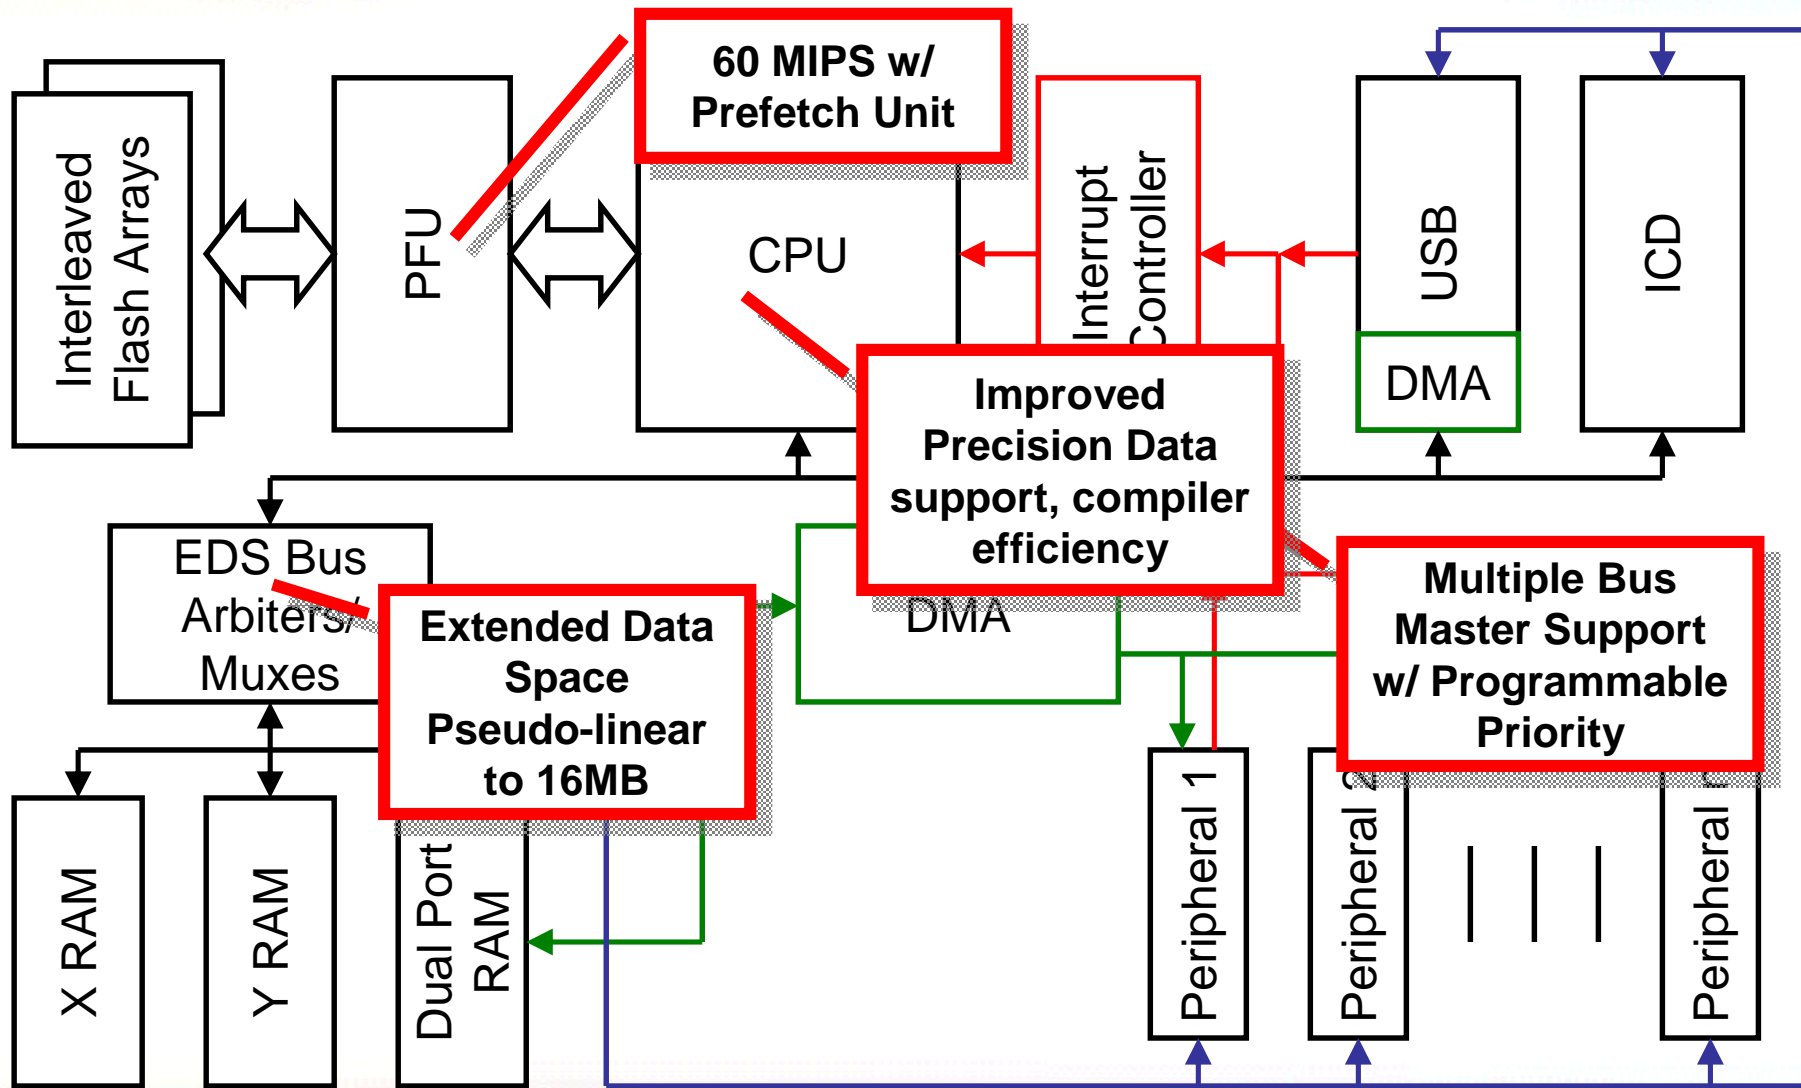 60 MIPS w/
Prefetch Unit
Interleaved
Flash Arrays
PFU
CPU
Interrupt
Controller
USB
DMA
ICD
Improved
Precision Data
support, compiler
efficiency
EDS Bus
Arbiters/
Muxes
Extended Data
Space
Pseudo-linear
to 16MB
DMA
Multiple Bus
Master Support
w/ Programmable
Priority
X RAM
Y RAM
Dual Port
RAM
Peripheral 1
Peripheral 2
Peripheral